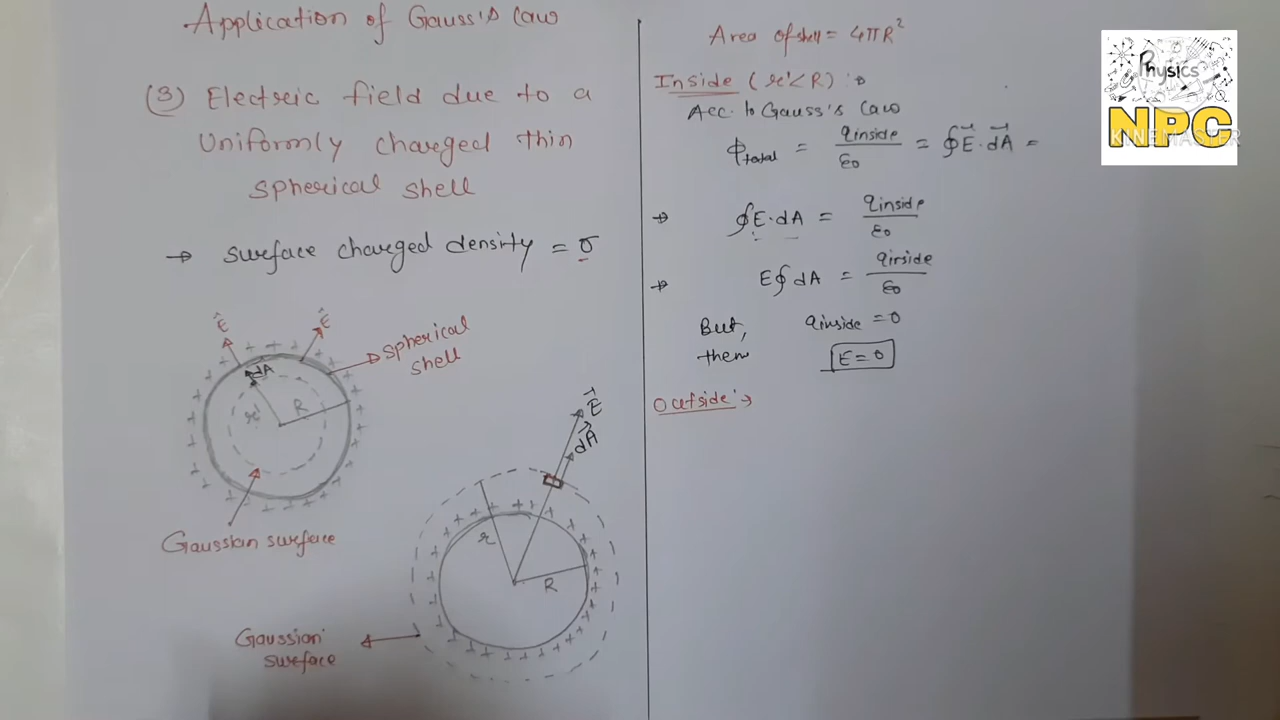 Application of Gauss's Law
(3) Electric field due to a
Uniformly charged thin
spherical shell
→ surface charged density = σ
E
E
spherical
shell
dA
r'
R
Gaussian surface
E
dA
r
R
Gaussian
surface
Area of shell = 4πR²
Inside (r'<R) :→
Acc. to Gauss's Law
ϕtotal = qinside/ε0 = ∮E⃗.dA⃗ =
→ ∮E.dA = qinside/ε0
→ E∮dA = qinside/ε0
But, qinside = 0
then E = 0
Outside :→
Physics
NPC
KINEMASTER